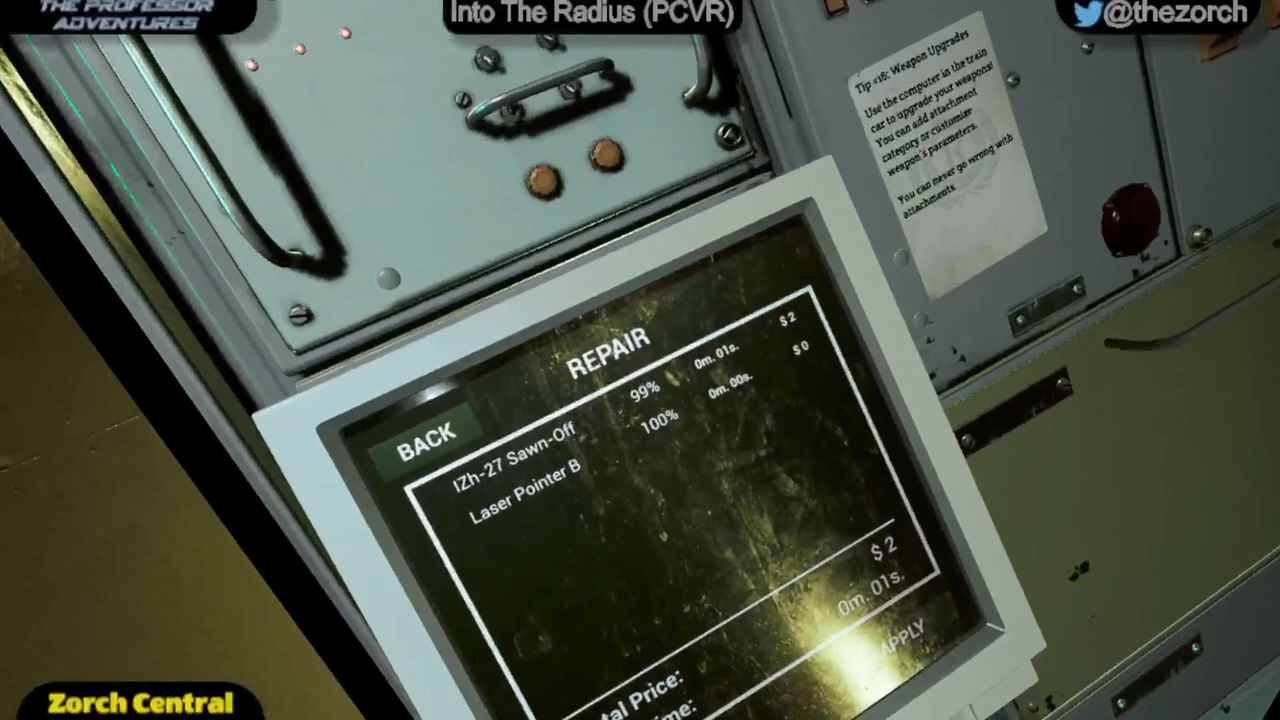 THE PROFESSOR
ADVENTURES
Into The Radius (PCVR)
@thezorch
Tip #16: Weapon Upgrades
Use the computer in the train
car to upgrade your weapons!
You can add attachment
category or customize
weapon's parameters.
You can never go wrong with
attachments.
REPAIR
BACK
IZh-27 Sawn-Off 99% 0m. 01s. $ 2
Laser Pointer B 100% 0m. 00s. $ 0
Price: $ 2
0m. 01s.
APPLY
Zorch Central